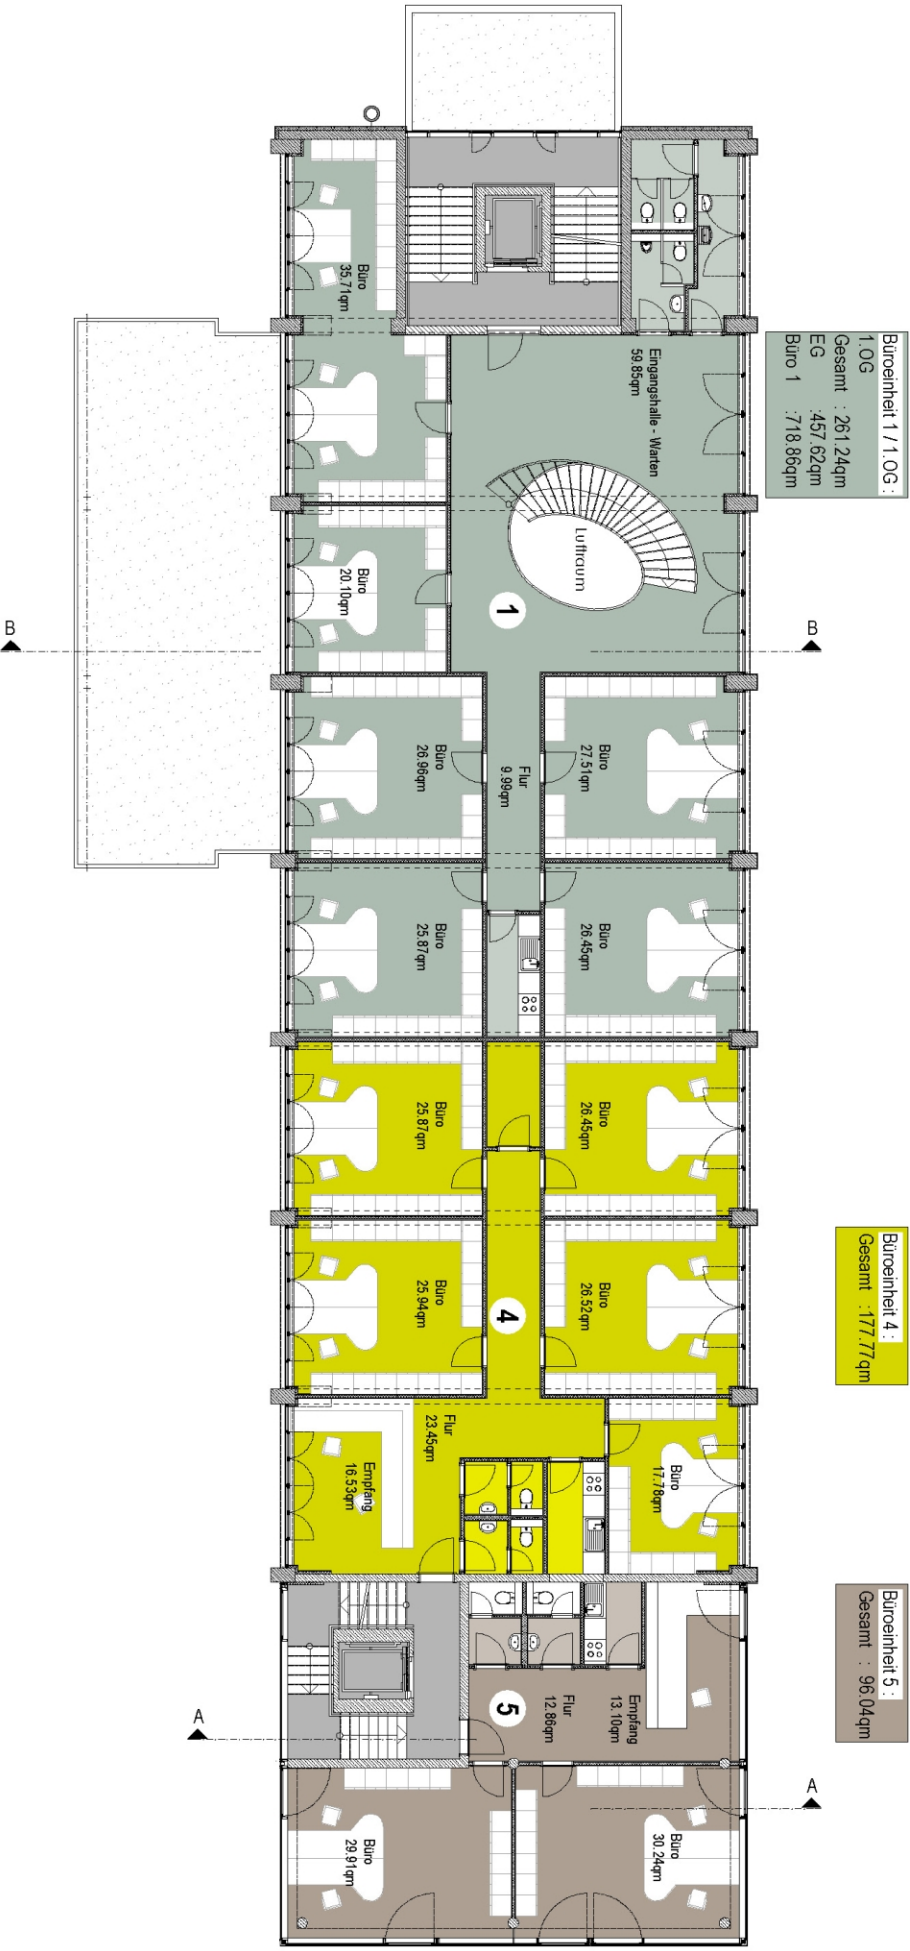 Büroeinheit 1 / 1.OG :
1.OG
Gesamt : 261.24qm
EG :457.62qm
Büro 1 :718.86qm
Büroeinheit 4 :
Gesamt :177.77qm
Büroeinheit 5 :
Gesamt : 96.04qm
Eingangshalle - Warten
59.85qm
Luftraum
1
Büro
35.71qm
Büro
20.10qm
Büro
27.51qm
Flur
9.99qm
Büro
26.96qm
Büro
26.45qm
Büro
25.87qm
Büro
26.45qm
Büro
25.87qm
Büro
26.52qm
4
Büro
25.94qm
Büro
17.78qm
Flur
23.45qm
Empfang
16.53qm
Empfang
13.10qm
Flur
12.86qm
5
Büro
30.24qm
Büro
29.91qm
B
B
A
A